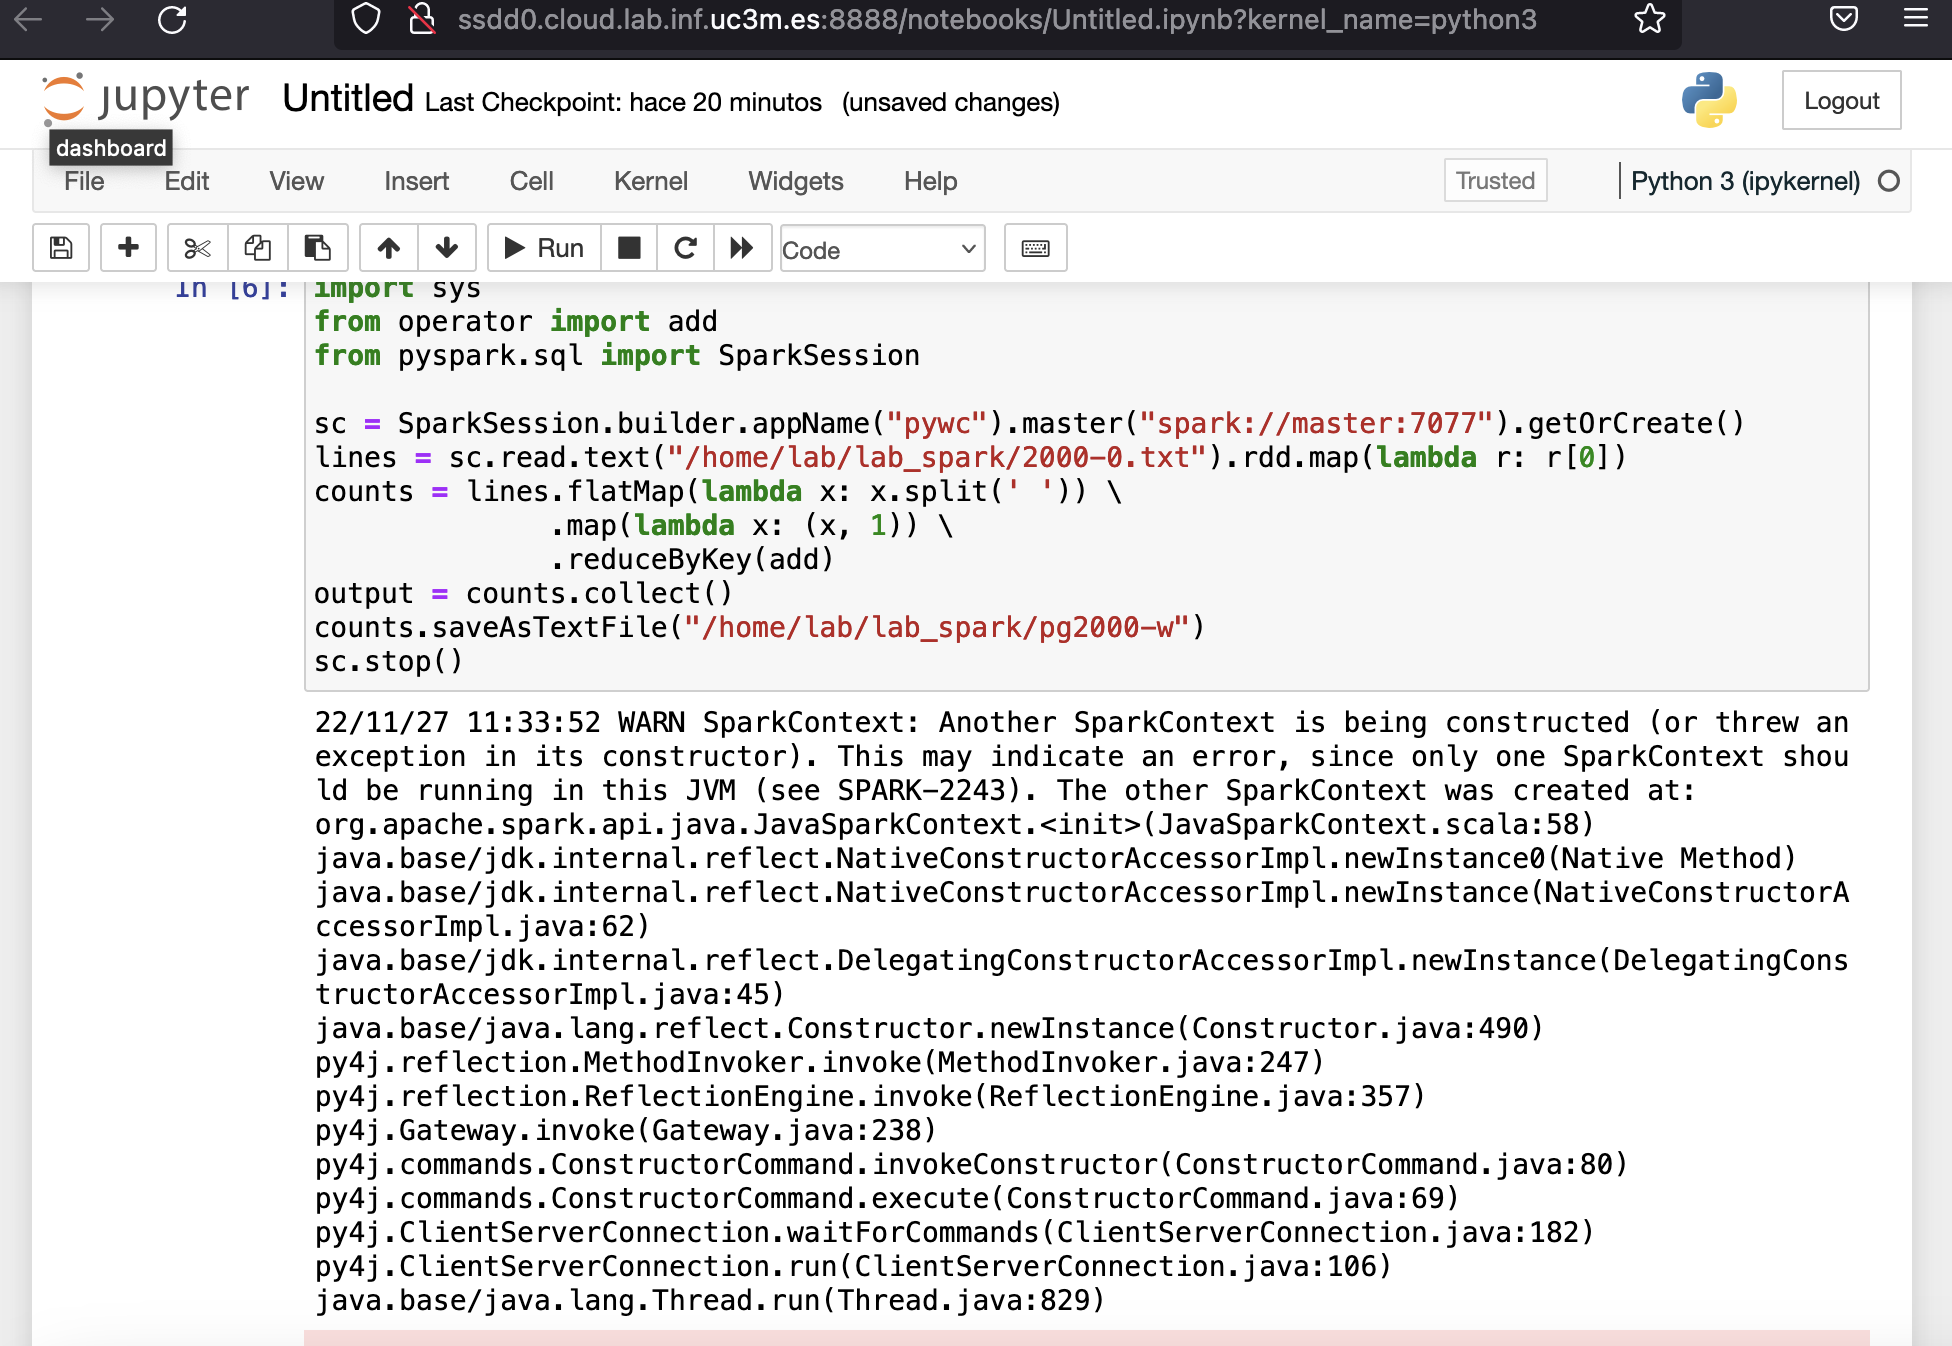 ssdd0.cloud.lab.inf.uc3m.es:8888/notebooks/Untitled.ipynb?kernel_name=python3
jupyter Untitled Last Checkpoint: hace 20 minutos (unsaved changes) Logout
dashboard
File Edit View Insert Cell Kernel Widgets Help Trusted Python 3 (ipykernel)
Run Code
In [6]: import sys
from operator import add
from pyspark.sql import SparkSession
sc = SparkSession.builder.appName("pywc").master("spark://master:7077").getOrCreate()
lines = sc.read.text("/home/lab/lab_spark/2000-0.txt").rdd.map(lambda r: r[0])
counts = lines.flatMap(lambda x: x.split(' ')) \
.map(lambda x: (x, 1)) \
.reduceByKey(add)
output = counts.collect()
counts.saveAsTextFile("/home/lab/lab_spark/pg2000-w")
sc.stop()
22/11/27 11:33:52 WARN SparkContext: Another SparkContext is being constructed (or threw an
exception in its constructor). This may indicate an error, since only one SparkContext shou
ld be running in this JVM (see SPARK-2243). The other SparkContext was created at:
org.apache.spark.api.java.JavaSparkContext.<init>(JavaSparkContext.scala:58)
java.base/jdk.internal.reflect.NativeConstructorAccessorImpl.newInstance0(Native Method)
java.base/jdk.internal.reflect.NativeConstructorAccessorImpl.newInstance(NativeConstructorA
ccessorImpl.java:62)
java.base/jdk.internal.reflect.DelegatingConstructorAccessorImpl.newInstance(DelegatingCons
tructorAccessorImpl.java:45)
java.base/java.lang.reflect.Constructor.newInstance(Constructor.java:490)
py4j.reflection.MethodInvoker.invoke(MethodInvoker.java:247)
py4j.reflection.ReflectionEngine.invoke(ReflectionEngine.java:357)
py4j.Gateway.invoke(Gateway.java:238)
py4j.commands.ConstructorCommand.invokeConstructor(ConstructorCommand.java:80)
py4j.commands.ConstructorCommand.execute(ConstructorCommand.java:69)
py4j.ClientServerConnection.waitForCommands(ClientServerConnection.java:182)
py4j.ClientServerConnection.run(ClientServerConnection.java:106)
java.base/java.lang.Thread.run(Thread.java:829)